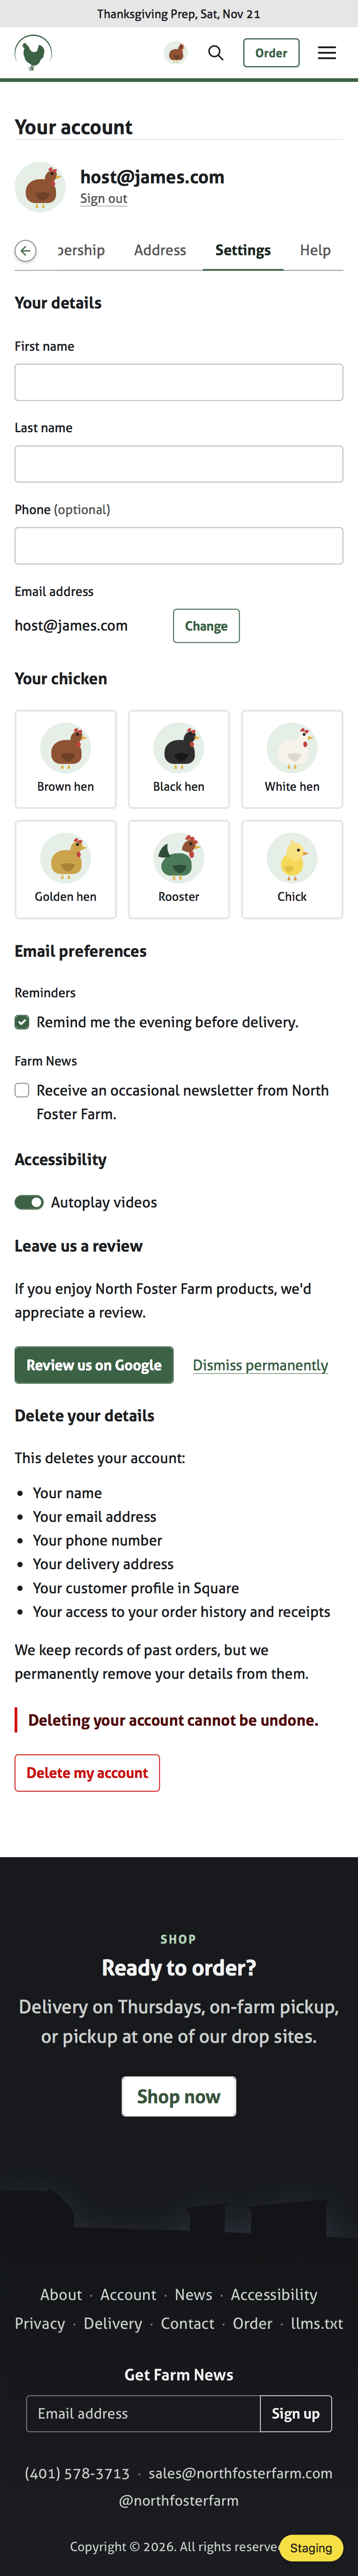 Thanksgiving Prep, Sat, Nov 21
Order
Your account
host@james.com
Sign out
bership Address Settings Help
Your details
First name
Last name
Phone (optional)
Email address
host@james.com Change
Your chicken
Brown hen Black hen White hen
Golden hen Rooster Chick
Email preferences
Reminders
Remind me the evening before delivery.
Farm News
Receive an occasional newsletter from North
Foster Farm.
Accessibility
Autoplay videos
Leave us a review
If you enjoy North Foster Farm products, we'd
appreciate a review.
Review us on Google Dismiss permanently
Delete your details
This deletes your account:
• Your name
• Your email address
• Your phone number
• Your delivery address
• Your customer profile in Square
• Your access to your order history and receipts
We keep records of past orders, but we
permanently remove your details from them.
Deleting your account cannot be undone.
Delete my account
SHOP
Ready to order?
Delivery on Thursdays, on-farm pickup,
or pickup at one of our drop sites.
Shop now
About · Account · News · Accessibility
Privacy · Delivery · Contact · Order · llms.txt
Get Farm News
Email address Sign up
(401) 578-3713 · sales@northfosterfarm.com
@northfosterfarm
Copyright © 2026. All rights reserve
Staging